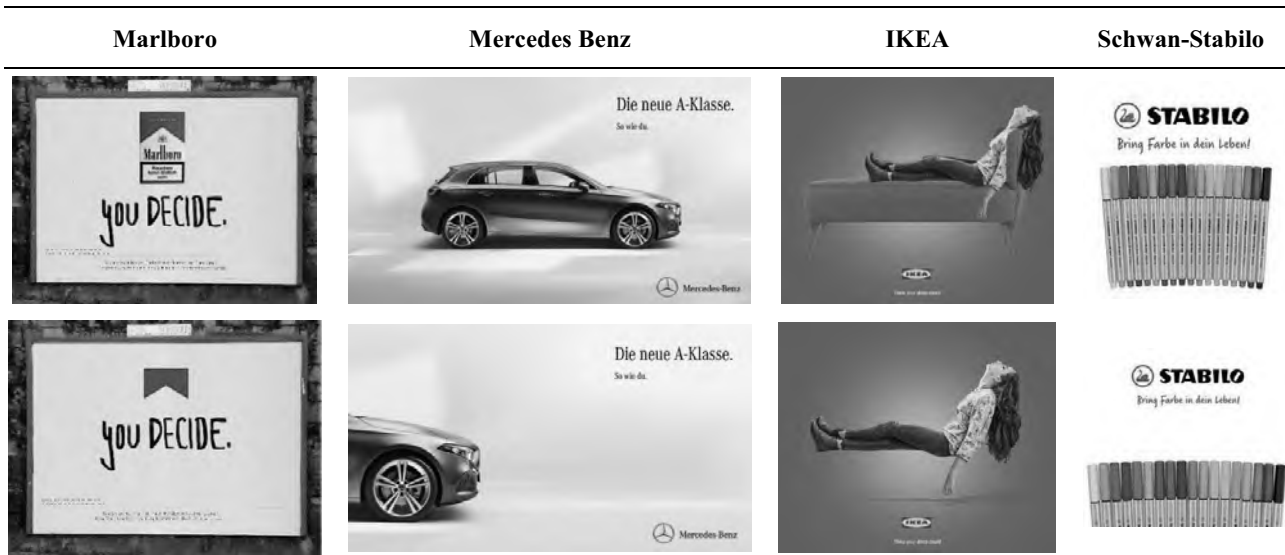 Marlboro Mercedes Benz IKEA Schwan-Stabilo
Marlboro
you DECIDE.
Die neue A-Klasse.
So wie du.
Mercedes-Benz
IKEA
STABILO
Bring Farbe in dein Leben!
you DECIDE.
Die neue A-Klasse.
So wie du.
Mercedes-Benz
IKEA
STABILO
Bring Farbe in dein Leben!